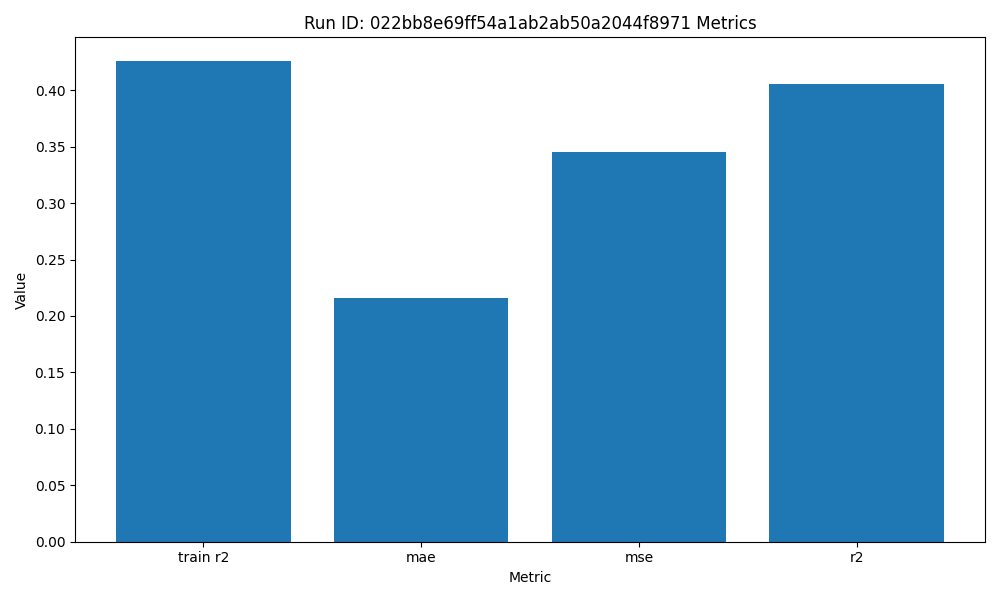 Run ID: 022bb8e69ff54a1ab2ab50a2044f8971 Metrics
0.40
0.35
0.30
0.25
0.20
0.15
0.10
0.05
0.00
Value
train r2
mae
mse
r2
Metric